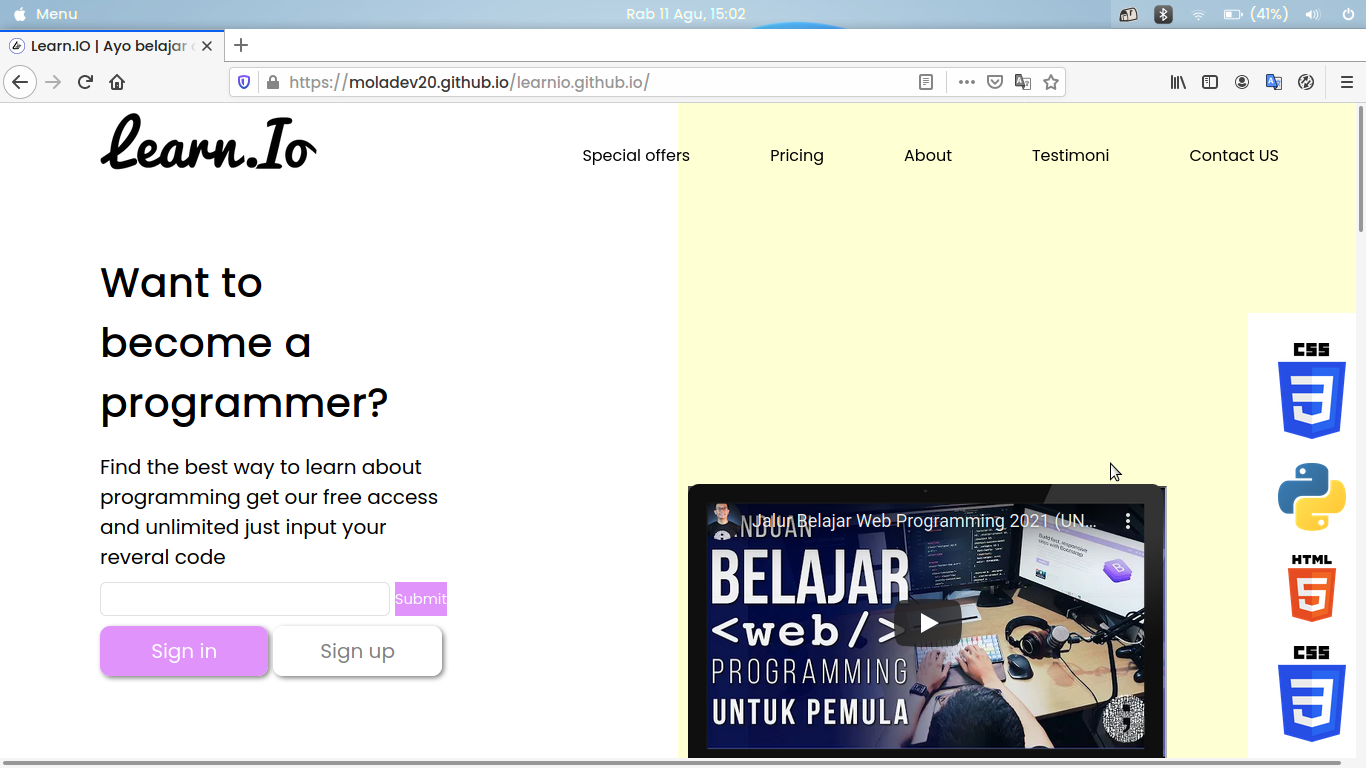 Menu
Rab 11 Agu, 15:02
(41%)
Learn.IO | Ayo belajar
https://moladev20.github.io/learnio.github.io/
Learn.Io
Special offers
Pricing
About
Testimoni
Contact US
Want to
become a
programmer?
Find the best way to learn about
programming get our free access
and unlimited just input your
reveral code
Submit
Sign in
Sign up
Jalur Belajar Web Programming 2021 (UN...
BELAJAR
<web/>
PROGRAMMING
UNTUK PEMULA
CSS
HTML
CSS